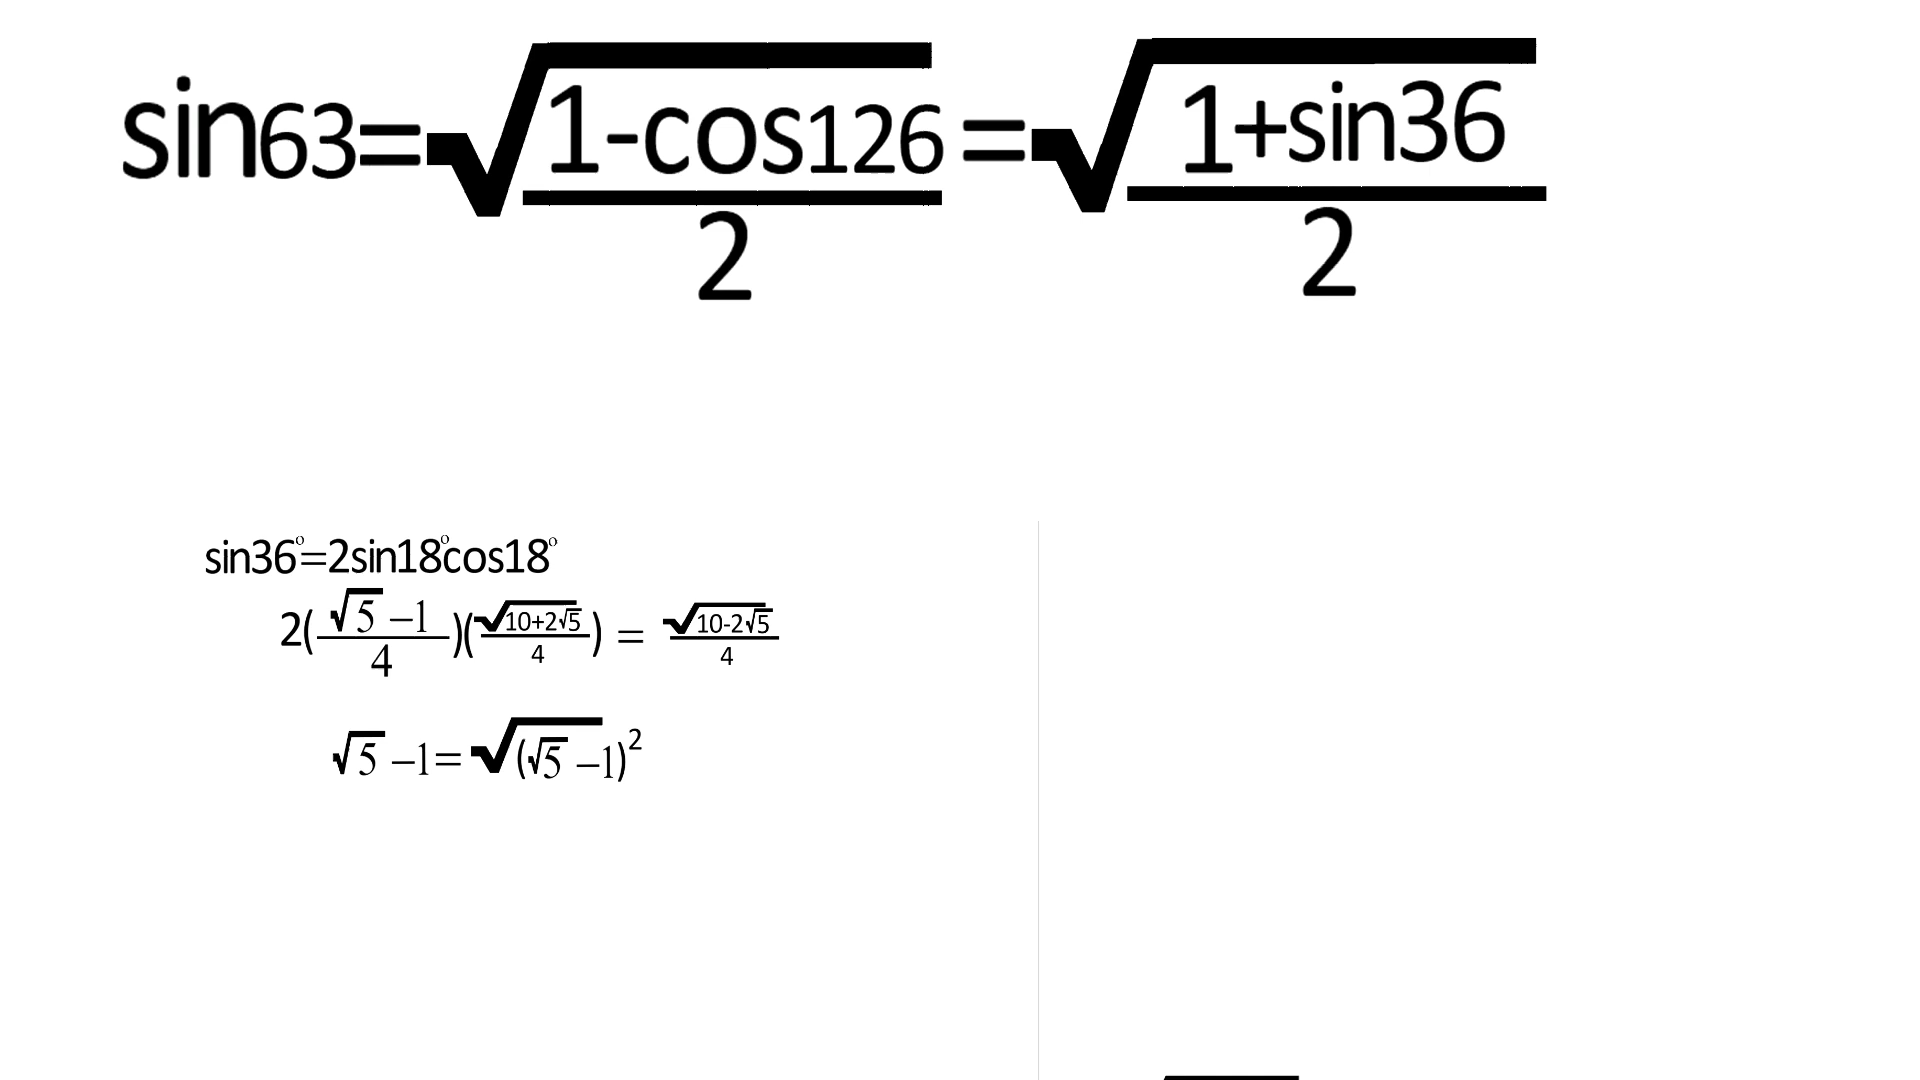 sin63=√(1-cos126)/2 = √(1+sin36)/2
sin36°=2sin18°cos18°
2((√5 −1)/4)((√(10+2√5))/4) = (√(10-2√5))/4
√5 −1=√(√5 −1)²